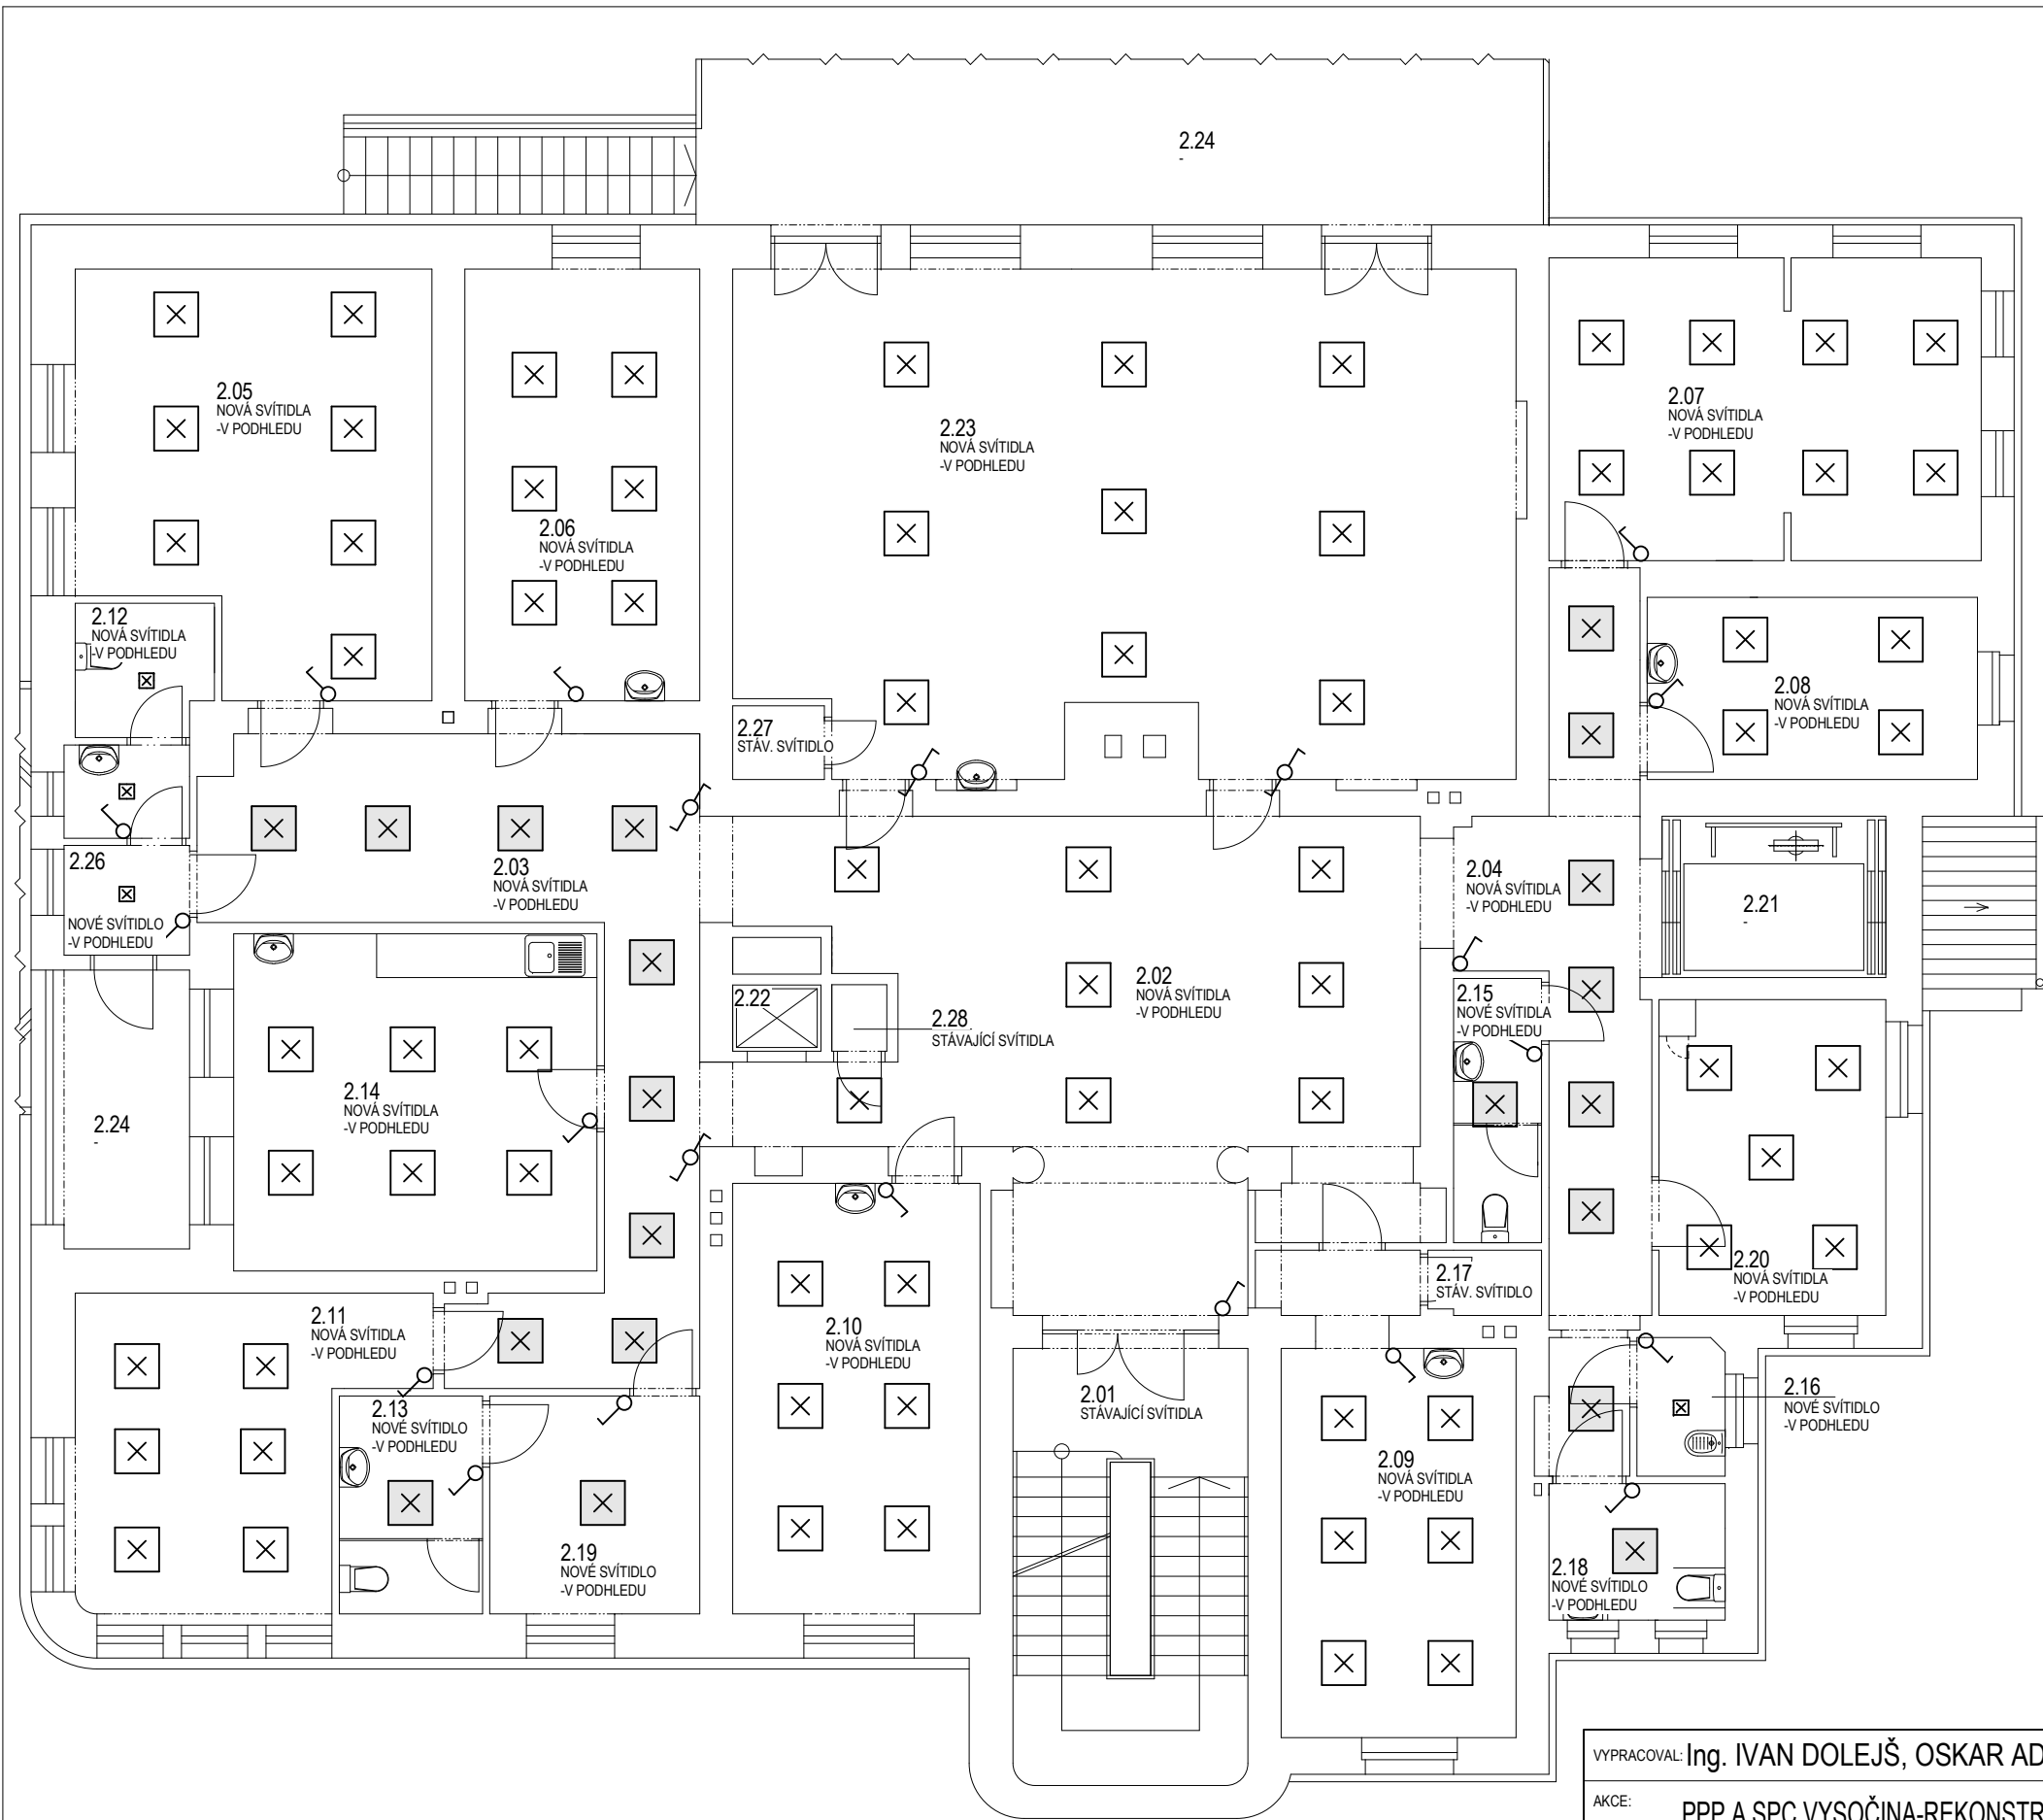 2.24
-
2.05
NOVÁ SVÍTIDLA
-V PODHLEDU
2.06
NOVÁ SVÍTIDLA
-V PODHLEDU
2.23
NOVÁ SVÍTIDLA
-V PODHLEDU
2.07
NOVÁ SVÍTIDLA
-V PODHLEDU
2.12
NOVÁ SVÍTIDLA
-V PODHLEDU
2.27
STÁV. SVÍTIDLO
2.08
NOVÁ SVÍTIDLA
-V PODHLEDU
2.26
NOVÉ SVÍTIDLO
-V PODHLEDU
2.03
NOVÁ SVÍTIDLA
-V PODHLEDU
2.04
NOVÁ SVÍTIDLA
-V PODHLEDU
2.21
-
2.02
NOVÁ SVÍTIDLA
-V PODHLEDU
2.22
2.28
STÁVAJÍCÍ SVÍTIDLA
2.15
NOVÉ SVÍTIDLA
-V PODHLEDU
2.14
NOVÁ SVÍTIDLA
-V PODHLEDU
2.24
-
2.20
NOVÁ SVÍTIDLA
-V PODHLEDU
2.17
STÁV. SVÍTIDLO
2.11
NOVÁ SVÍTIDLA
-V PODHLEDU
2.10
NOVÁ SVÍTIDLA
-V PODHLEDU
2.01
STÁVAJÍCÍ SVÍTIDLA
2.16
NOVÉ SVÍTIDLO
-V PODHLEDU
2.13
NOVÉ SVÍTIDLO
-V PODHLEDU
2.09
NOVÁ SVÍTIDLA
-V PODHLEDU
2.19
NOVÉ SVÍTIDLO
-V PODHLEDU
2.18
NOVÉ SVÍTIDLO
-V PODHLEDU
VYPRACOVAL: Ing. IVAN DOLEJŠ, OSKAR AD
AKCE: PPP A SPC VYSOČINA-REKONSTR